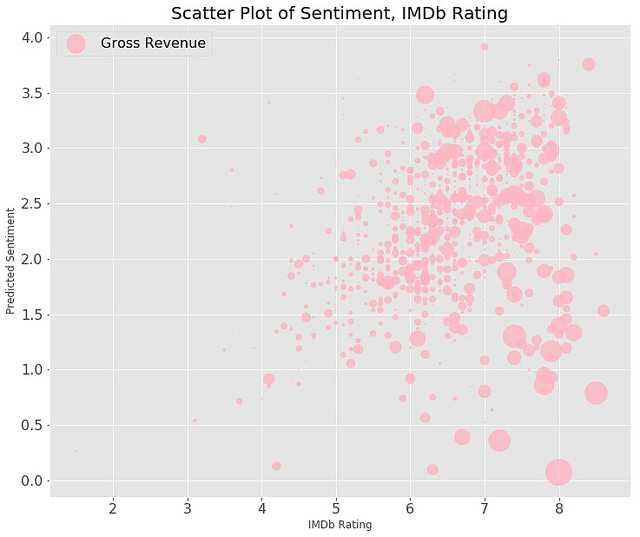 Scatter Plot of Sentiment, IMDb Rating
Gross Revenue
4.0
3.5
3.0
2.5
2.0
1.5
1.0
0.5
0.0
Predicted Sentiment
2 3 4 5 6 7 8
IMDb Rating